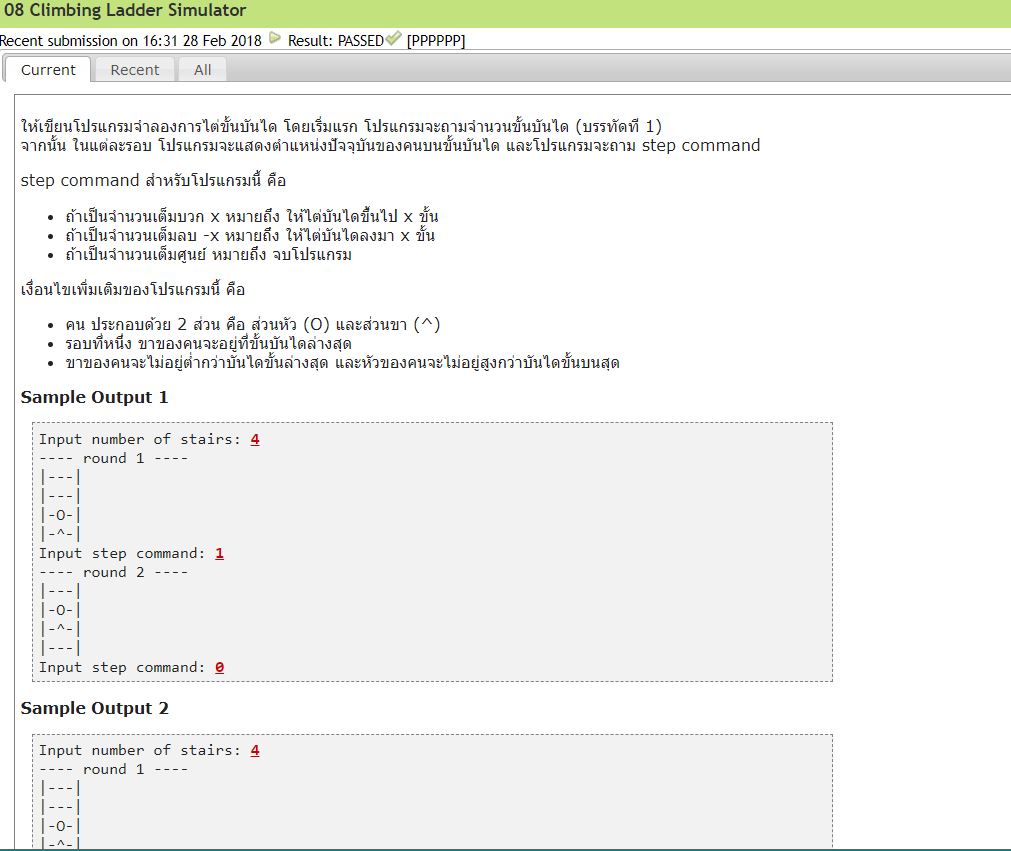 08 Climbing Ladder Simulator
Recent submission on 16:31 28 Feb 2018 Result: PASSED [PPPPPP]
Current Recent All
ให้เขียนโปรแกรมจำลองการไต่ขั้นบันได โดยเริ่มแรก โปรแกรมจะถามจำนวนขั้นบันได (บรรทัดที่ 1)
จากนั้น ในแต่ละรอบ โปรแกรมจะแสดงตำแหน่งปัจจุบันของคนบนขั้นบันได และโปรแกรมจะถาม step command
step command สำหรับโปรแกรมนี้ คือ
• ถ้าเป็นจำนวนเต็มบวก x หมายถึง ให้ไต่บันไดขึ้นไป x ขั้น
• ถ้าเป็นจำนวนเต็มลบ -x หมายถึง ให้ไต่บันไดลงมา x ขั้น
• ถ้าเป็นจำนวนเต็มศูนย์ หมายถึง จบโปรแกรม
เงื่อนไขเพิ่มเติมของโปรแกรมนี้ คือ
• คน ประกอบด้วย 2 ส่วน คือ ส่วนหัว (O) และส่วนขา (^)
• รอบที่หนึ่ง ขาของคนจะอยู่ที่ขั้นบันไดล่างสุด
• ขาของคนจะไม่อยู่ต่ำกว่าบันไดขั้นล่างสุด และหัวของคนจะไม่อยู่สูงกว่าบันไดขั้นบนสุด
Sample Output 1
Input number of stairs: 4
---- round 1 ----
|---|
|---|
|-O-|
|-^-|
Input step command: 1
---- round 2 ----
|---|
|-O-|
|-^-|
|---|
Input step command: 0
Sample Output 2
Input number of stairs: 4
---- round 1 ----
|---|
|---|
|-O-|
|-^-|